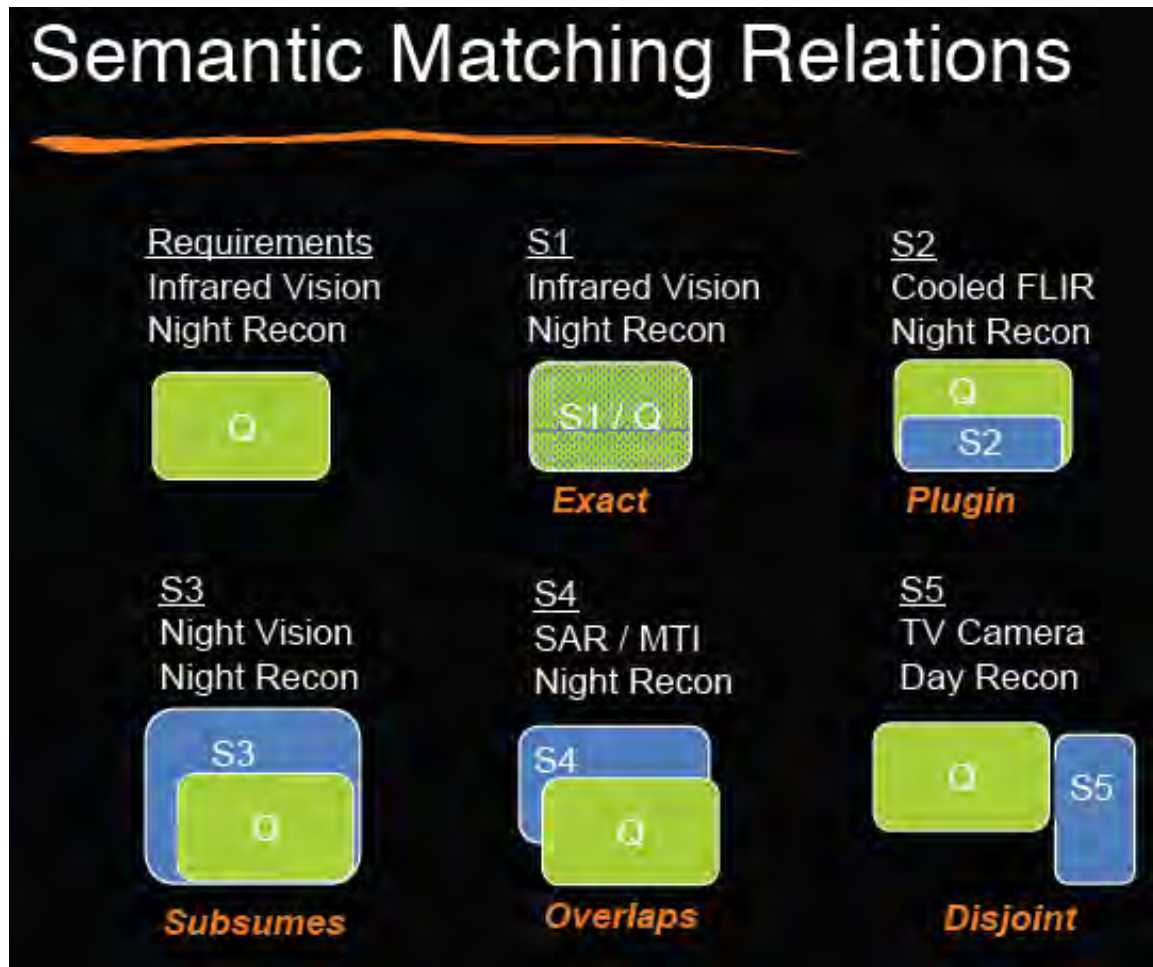 Semantic Matching Relations
Requirements
Infrared Vision
Night Recon
Q
S1
Infrared Vision
Night Recon
S1 / Q
Exact
S2
Cooled FLIR
Night Recon
Q
S2
Plugin
S3
Night Vision
Night Recon
S3
Q
Subsumes
S4
SAR / MTI
Night Recon
S4
Q
Overlaps
S5
TV Camera
Day Recon
Q
S5
Disjoint